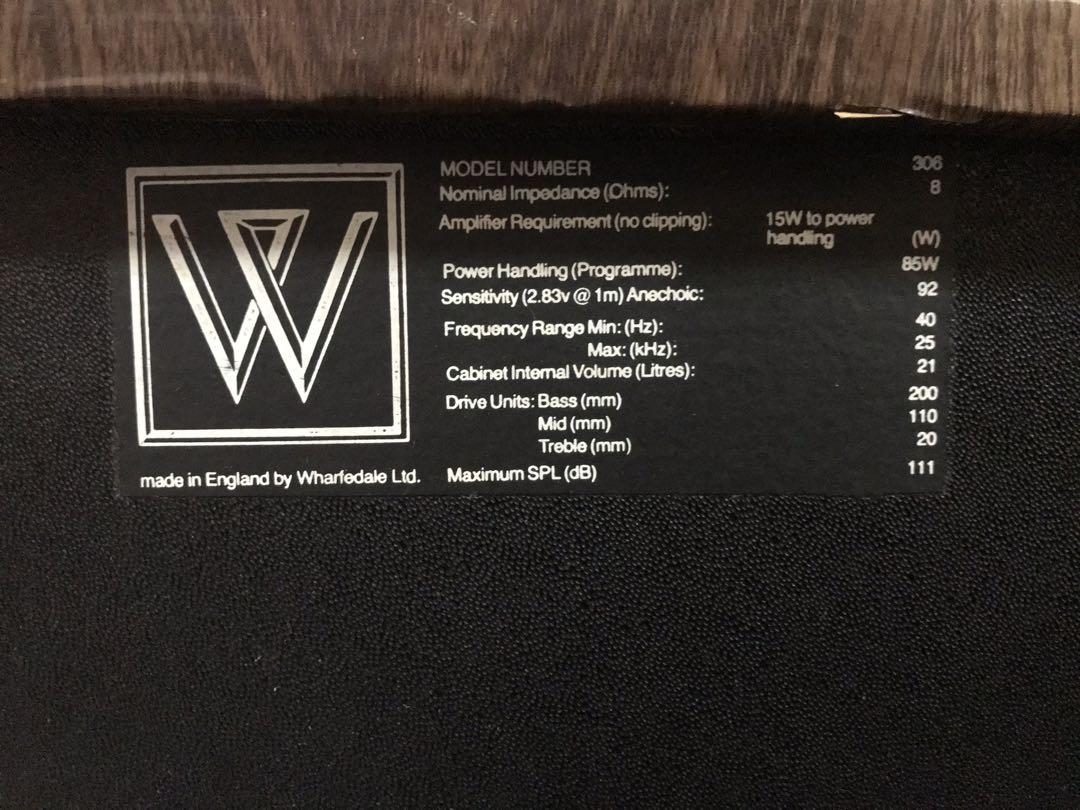 W
MODEL NUMBER 306
Nominal Impedance (Ohms): 8
Amplifier Requirement (no clipping): 15W to power
handling (W)
Power Handling (Programme): 85W
Sensitivity (2.83v @ 1m) Anechoic: 92
Frequency Range Min: (Hz): 40
Max: (kHz): 25
Cabinet Internal Volume (Litres): 21
Drive Units: Bass (mm) 200
Mid (mm) 110
Treble (mm) 20
Maximum SPL (dB) 111
made in England by Wharfedale Ltd.